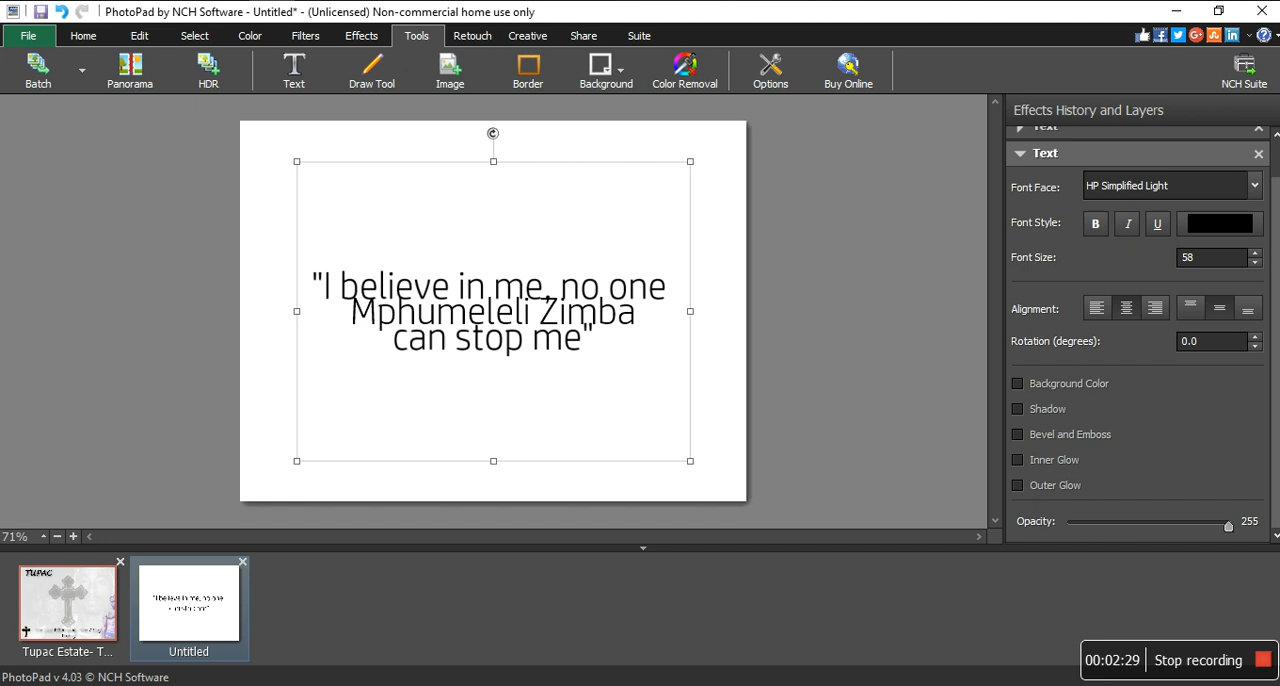 PhotoPad by NCH Software - Untitled* - (Unlicensed) Non-commercial home use only
File Home Edit Select Color Filters Effects Tools Retouch Creative Share Suite
Batch Panorama HDR Text Draw Tool Image Border Background Color Removal Options Buy Online NCH Suite
Effects History and Layers
Text
Text
Font Face: HP Simplified Light
Font Style: B I U
Font Size: 58
Alignment:
Rotation (degrees): 0.0
Background Color
Shadow
Bevel and Emboss
Inner Glow
Outer Glow
Opacity: 255
"I believe in me, no one
Mphumeleli Zimba
can stop me"
71%
TUPAC
"I believe in me, no one
Tupac Estate- T... Untitled
00:02:29 Stop recording
PhotoPad v 4.03 © NCH Software